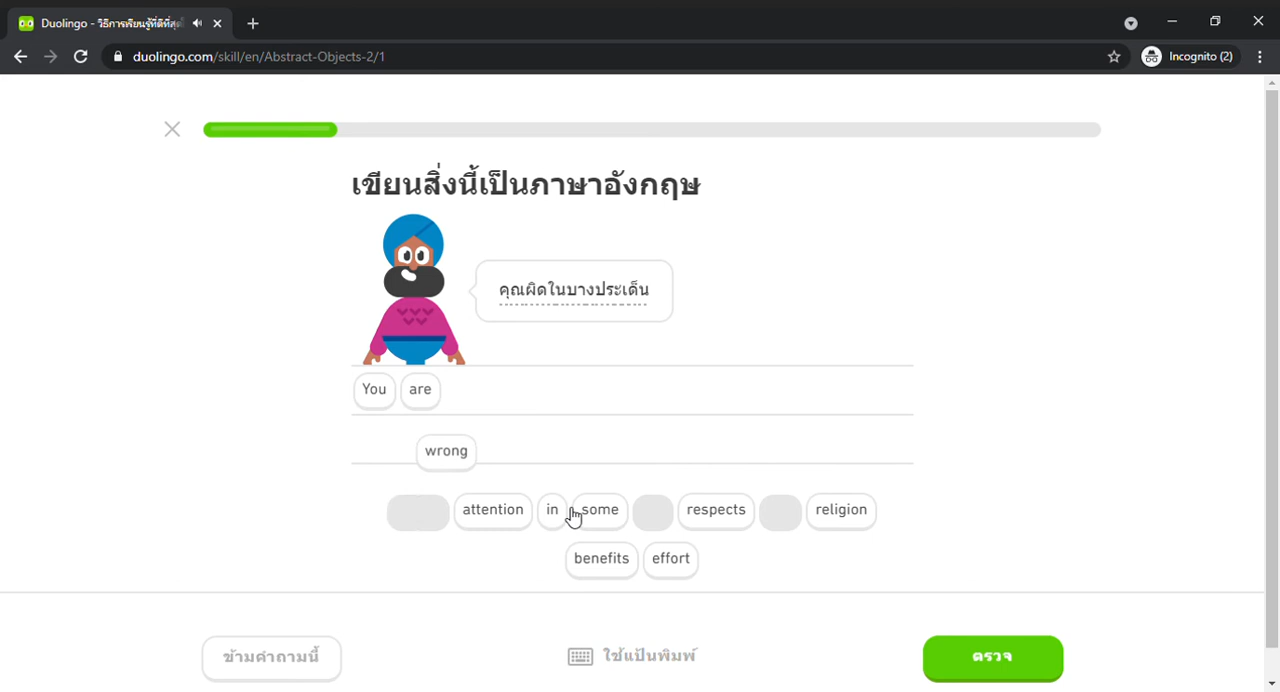 Duolingo - วิธีการเรียนรู้ที่ดีที่สุดใ
duolingo.com/skill/en/Abstract-Objects-2/1
Incognito (2)
เขียนสิ่งนี้เป็นภาษาอังกฤษ
คุณผิดในบางประเด็น
You are
wrong
attention in some respects religion
benefits effort
ข้ามคำถามนี้
ใช้แป้นพิมพ์
ตรวจ